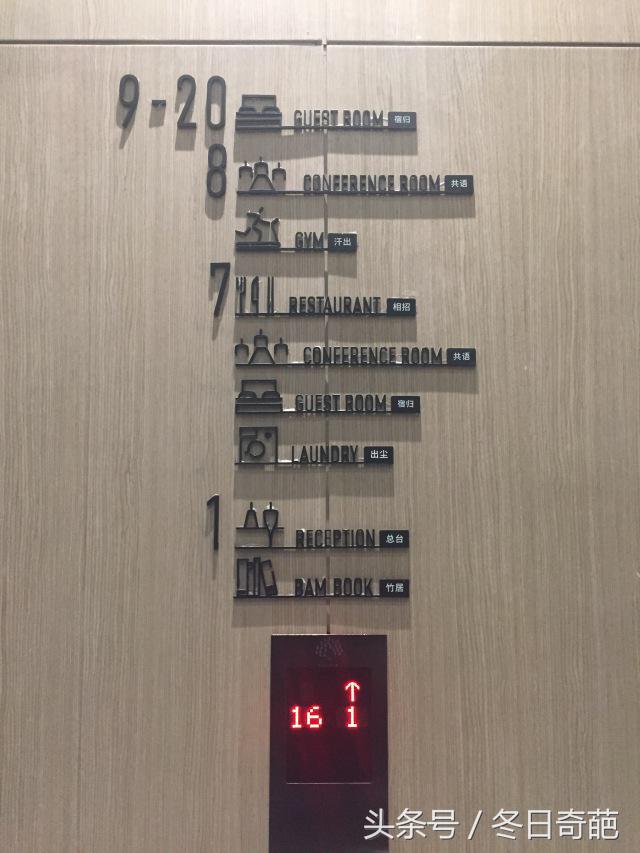 9-20 GUEST ROOM 宿归
8 CONFERENCE ROOM 共语
GYM 汗出
7 RESTAURANT 相招
CONFERENCE ROOM 共语
GUEST ROOM 宿归
LAUNDRY 出尘
1 RECEPTION 总台
BAM BOOK 竹居
↑
16 1
头条号 / 冬日奇葩